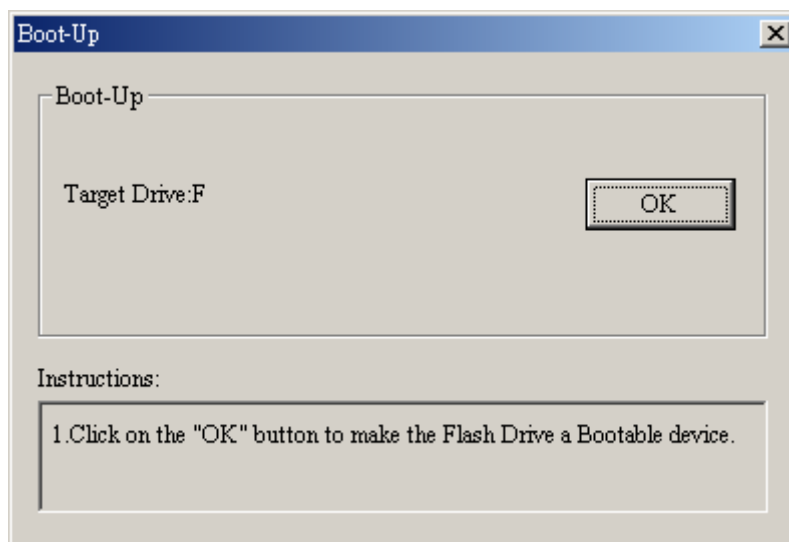 Boot-Up
Boot-Up
Target Drive:F
OK
Instructions:
1.Click on the "OK" button to make the Flash Drive a Bootable device.